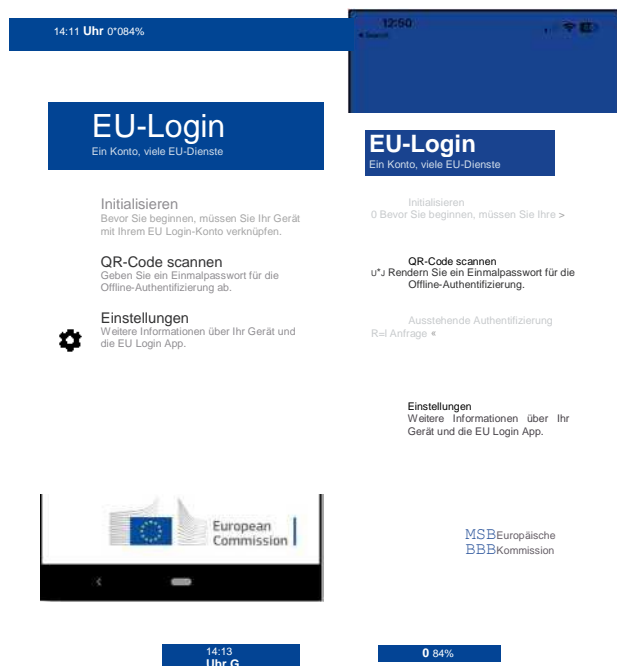 14:11 Uhr 0"084%
EU-Login
Ein Konto, viele EU-Dienste
Initialisieren
Bevor Sie beginnen, müssen Sie Ihr Gerät
mit Ihrem EU Login-Konto verknüpfen.
QR-Code scannen
Geben Sie ein Einmalpasswort für die
Offline-Authentifizierung ab.
Einstellungen
Weitere Informationen über Ihr Gerät und
die EU Login App.
European
Commission
12:50
Search
EU-Login
Ein Konto, viele EU-Dienste
Initialisieren
0 Bevor Sie beginnen, müssen Sie Ihre >
QR-Code scannen
U"J Rendern Sie ein Einmalpasswort für die
Offline-Authentifizierung.
Ausstehende Authentifizierung
R=I Anfrage «
Einstellungen
Weitere Informationen über Ihr
Gerät und die EU Login App.
MSBEuropäische
BBBKommission
14:13
Uhr G
0 84%